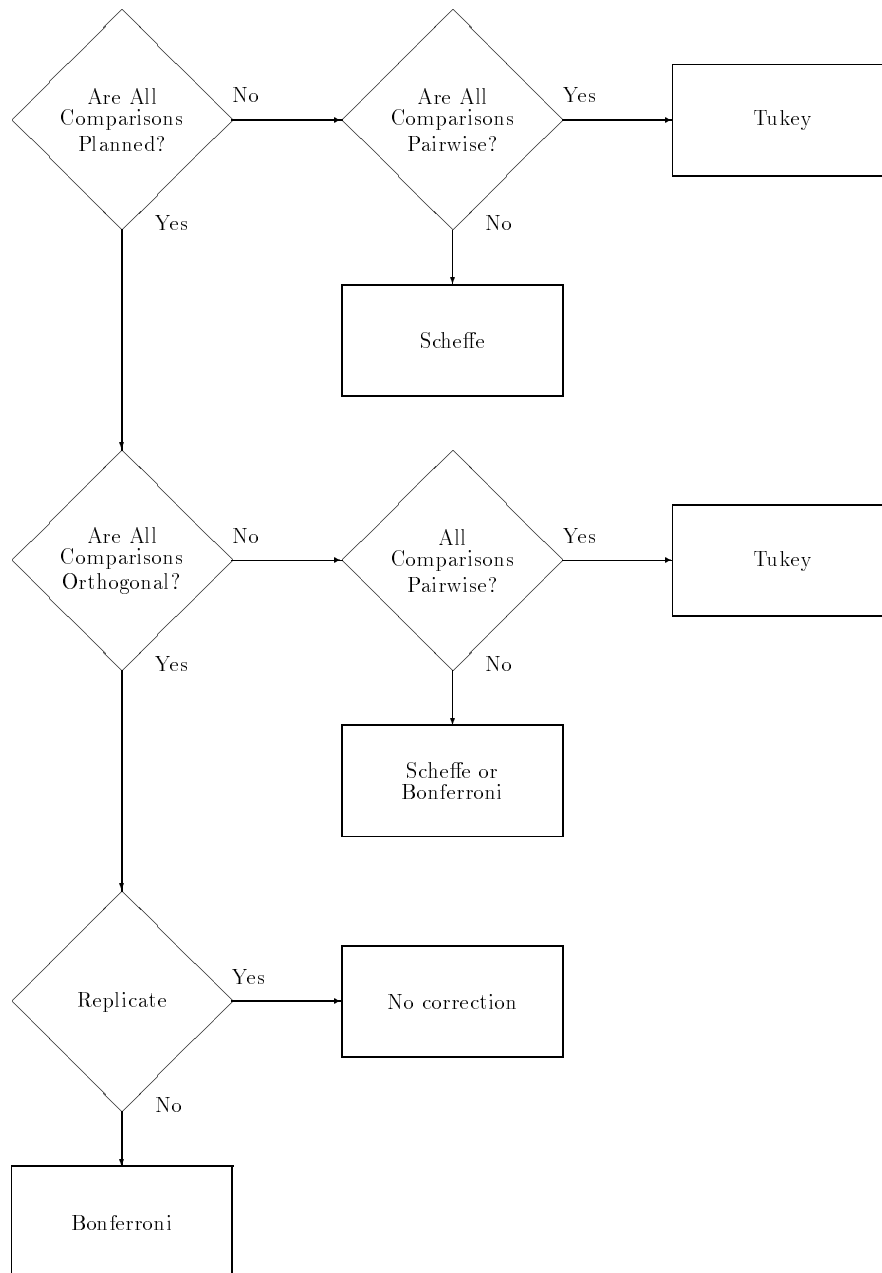 Are All
Comparisons
Planned?
No
Are All
Comparisons
Pairwise?
Yes
Tukey
Yes
No
Scheffe
Are All
Comparisons
Orthogonal?
No
All
Comparisons
Pairwise?
Yes
Tukey
Yes
No
Scheffe or
Bonferroni
Replicate
Yes
No correction
No
Bonferroni